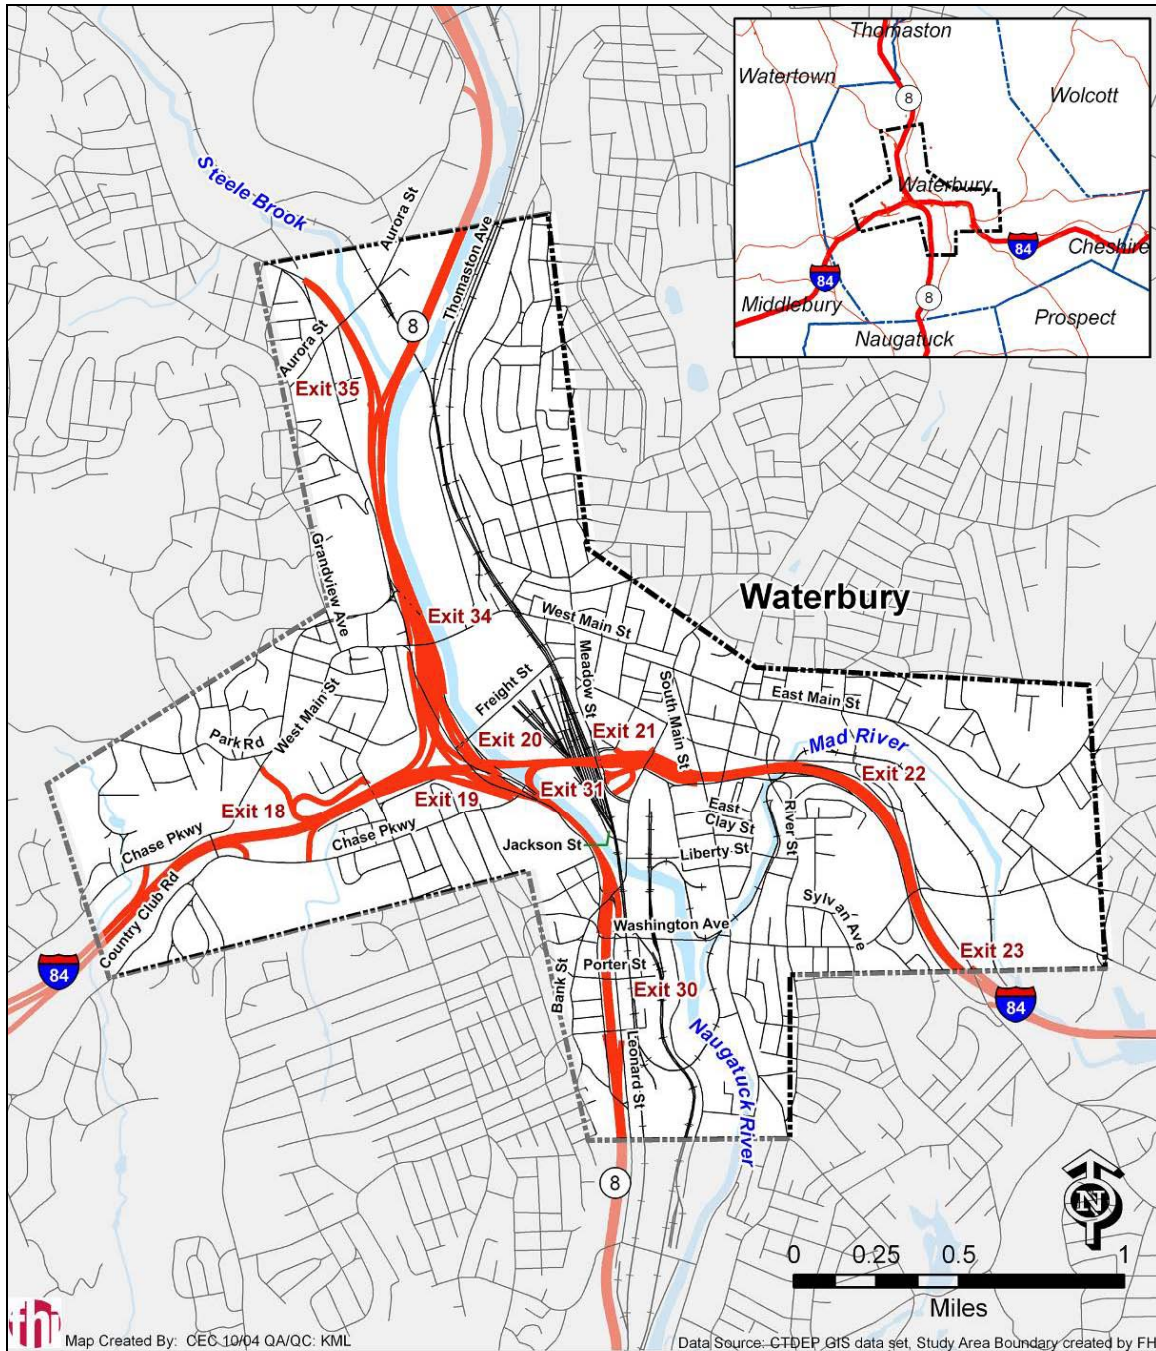 Thomaston
Watertown
8
Wolcott
Waterbury
84
Cheshire
84
Middlebury
8
Prospect
Naugatuck
Steele Brook
Aurora St
Thomaston Ave
8
Aurora St
Exit 35
Grandview Ave
Exit 34
West Main St
Waterbury
Meadow St
Freight St
South Main St
East Main St
West Main St
Park Rd
Exit 21
Exit 20
Mad River
Exit 22
Exit 18
Exit 19
Exit 31
Chase Pkwy
Chase Pkwy
East
Clay St
River St
Jackson St
Liberty St
Country Club Rd
Sylvan Ave
Washington Ave
84
Bank St
Porter St
Exit 23
Exit 30
84
Leonard St
Naugatuck River
8
N
0 0.25 0.5 1
Miles
fhi
Map Created By: CEC 10/04 QA/QC: KML
Data Source: CTDEP GIS data set, Study Area Boundary created by FH